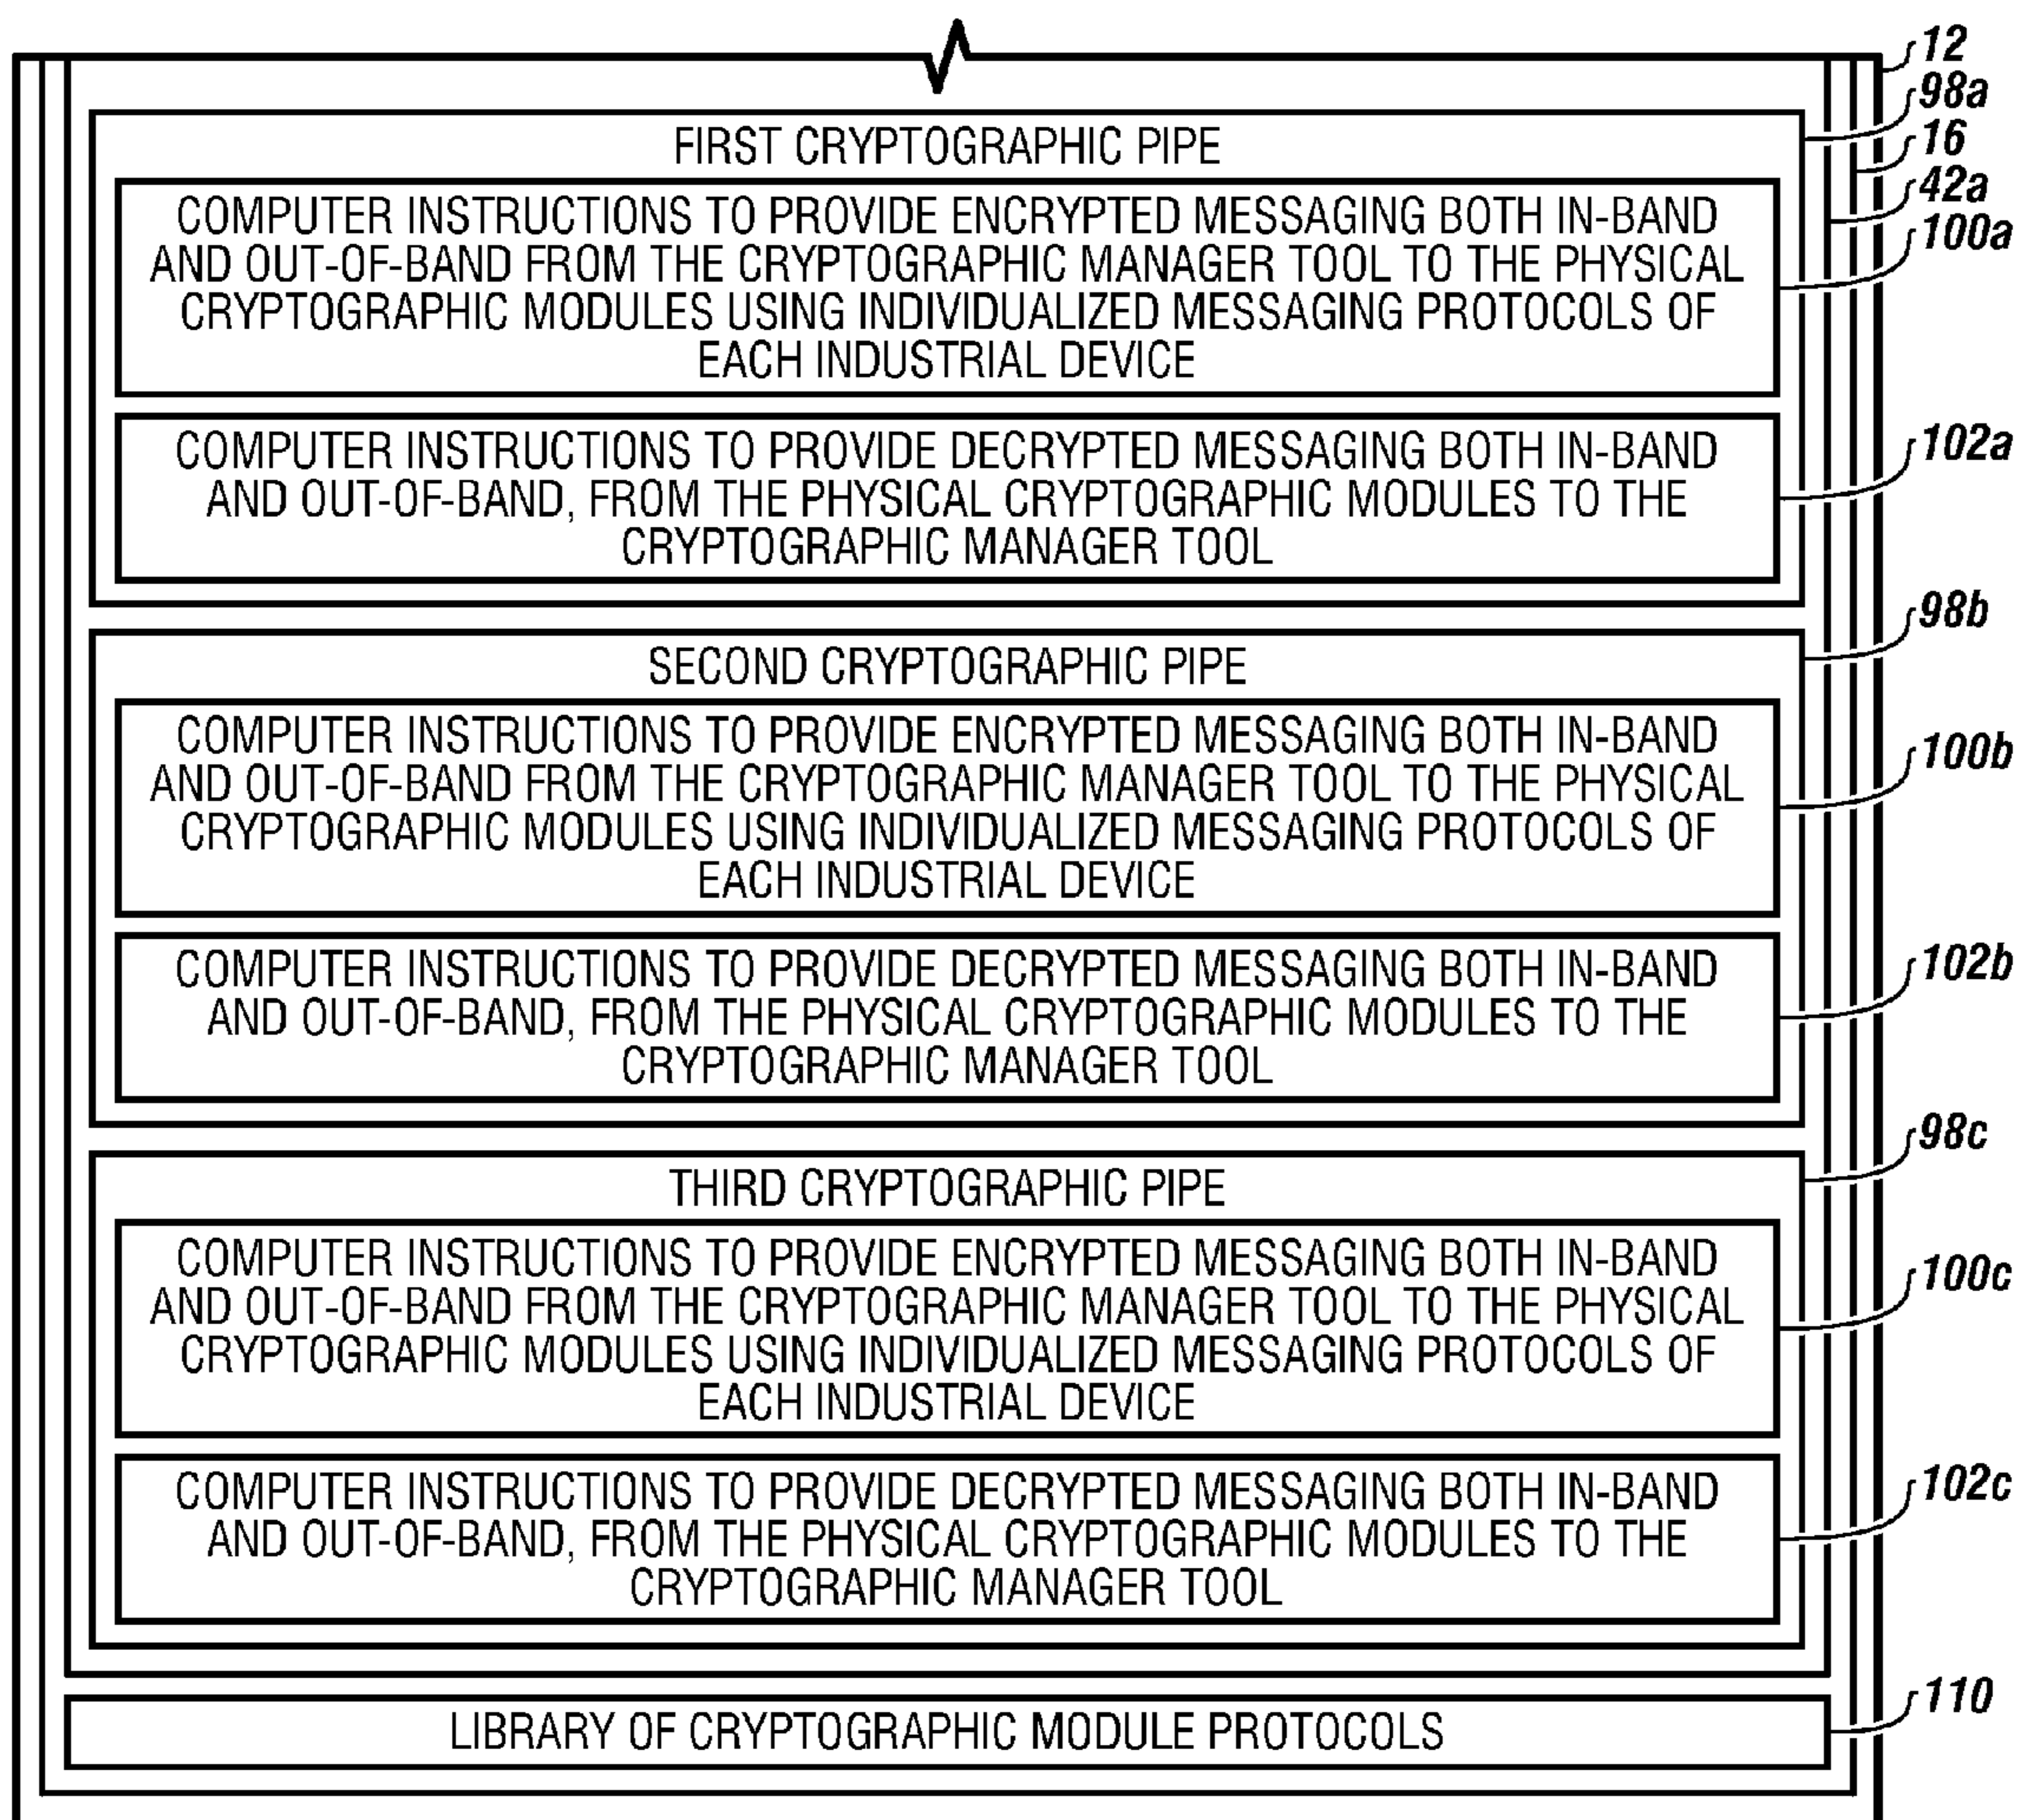 12
98a
FIRST CRYPTOGRAPHIC PIPE
16
42a
COMPUTER INSTRUCTIONS TO PROVIDE ENCRYPTED MESSAGING BOTH IN-BAND
100a
AND OUT-OF-BAND FROM THE CRYPTOGRAPHIC MANAGER TOOL TO THE PHYSICAL
CRYPTOGRAPHIC MODULES USING INDIVIDUALIZED MESSAGING PROTOCOLS OF
EACH INDUSTRIAL DEVICE
COMPUTER INSTRUCTIONS TO PROVIDE DECRYPTED MESSAGING BOTH IN-BAND
102a
AND OUT-OF-BAND, FROM THE PHYSICAL CRYPTOGRAPHIC MODULES TO THE
CRYPTOGRAPHIC MANAGER TOOL
98b
SECOND CRYPTOGRAPHIC PIPE
COMPUTER INSTRUCTIONS TO PROVIDE ENCRYPTED MESSAGING BOTH IN-BAND
100b
AND OUT-OF-BAND FROM THE CRYPTOGRAPHIC MANAGER TOOL TO THE PHYSICAL
CRYPTOGRAPHIC MODULES USING INDIVIDUALIZED MESSAGING PROTOCOLS OF
EACH INDUSTRIAL DEVICE
COMPUTER INSTRUCTIONS TO PROVIDE DECRYPTED MESSAGING BOTH IN-BAND
102b
AND OUT-OF-BAND, FROM THE PHYSICAL CRYPTOGRAPHIC MODULES TO THE
CRYPTOGRAPHIC MANAGER TOOL
98c
THIRD CRYPTOGRAPHIC PIPE
COMPUTER INSTRUCTIONS TO PROVIDE ENCRYPTED MESSAGING BOTH IN-BAND
100c
AND OUT-OF-BAND FROM THE CRYPTOGRAPHIC MANAGER TOOL TO THE PHYSICAL
CRYPTOGRAPHIC MODULES USING INDIVIDUALIZED MESSAGING PROTOCOLS OF
EACH INDUSTRIAL DEVICE
COMPUTER INSTRUCTIONS TO PROVIDE DECRYPTED MESSAGING BOTH IN-BAND
102c
AND OUT-OF-BAND, FROM THE PHYSICAL CRYPTOGRAPHIC MODULES TO THE
CRYPTOGRAPHIC MANAGER TOOL
110
LIBRARY OF CRYPTOGRAPHIC MODULE PROTOCOLS